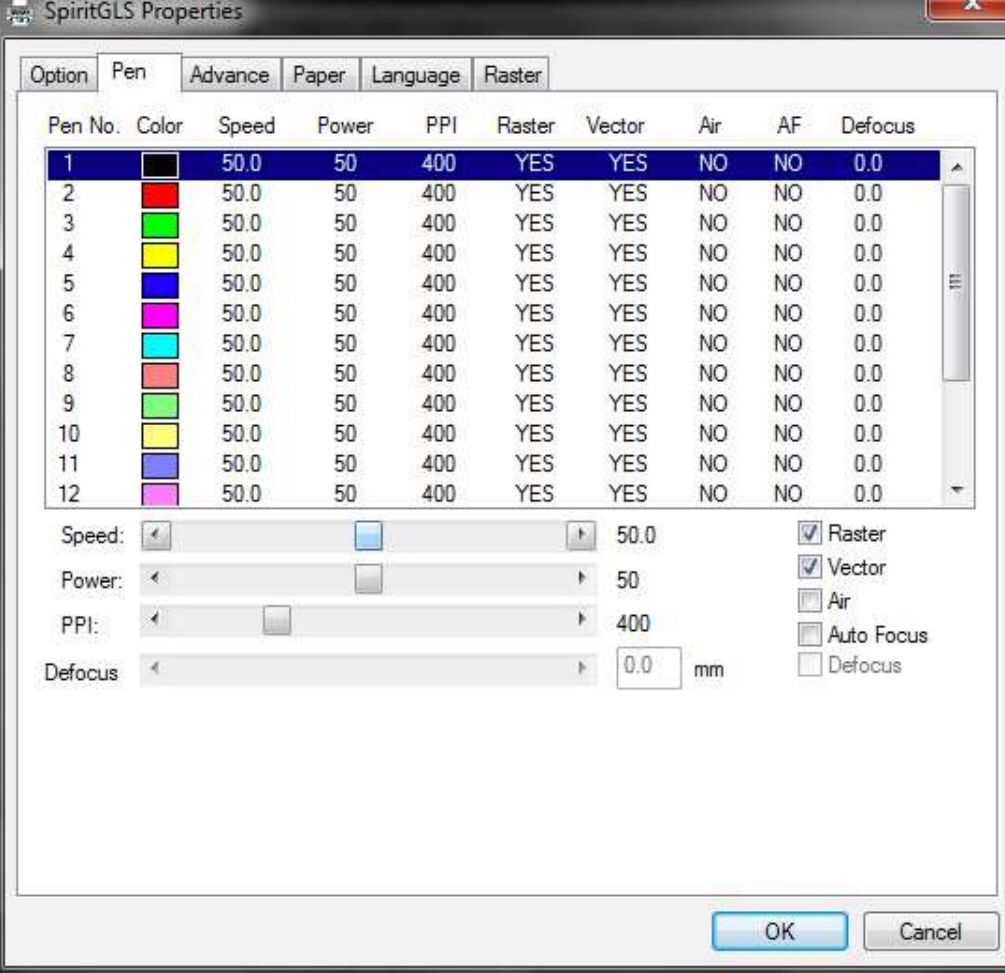 SpiritGLS Properties
Option Pen Advance Paper Language Raster
Pen No. Color Speed Power PPI Raster Vector Air AF Defocus
1 50.0 50 400 YES YES NO NO 0.0
2 50.0 50 400 YES YES NO NO 0.0
3 50.0 50 400 YES YES NO NO 0.0
4 50.0 50 400 YES YES NO NO 0.0
5 50.0 50 400 YES YES NO NO 0.0
6 50.0 50 400 YES YES NO NO 0.0
7 50.0 50 400 YES YES NO NO 0.0
8 50.0 50 400 YES YES NO NO 0.0
9 50.0 50 400 YES YES NO NO 0.0
10 50.0 50 400 YES YES NO NO 0.0
11 50.0 50 400 YES YES NO NO 0.0
12 50.0 50 400 YES YES NO NO 0.0
Speed: 50.0 Raster
Power: 50 Vector
Air
PPI: 400 Auto Focus
Defocus 0.0 mm Defocus
OK Cancel